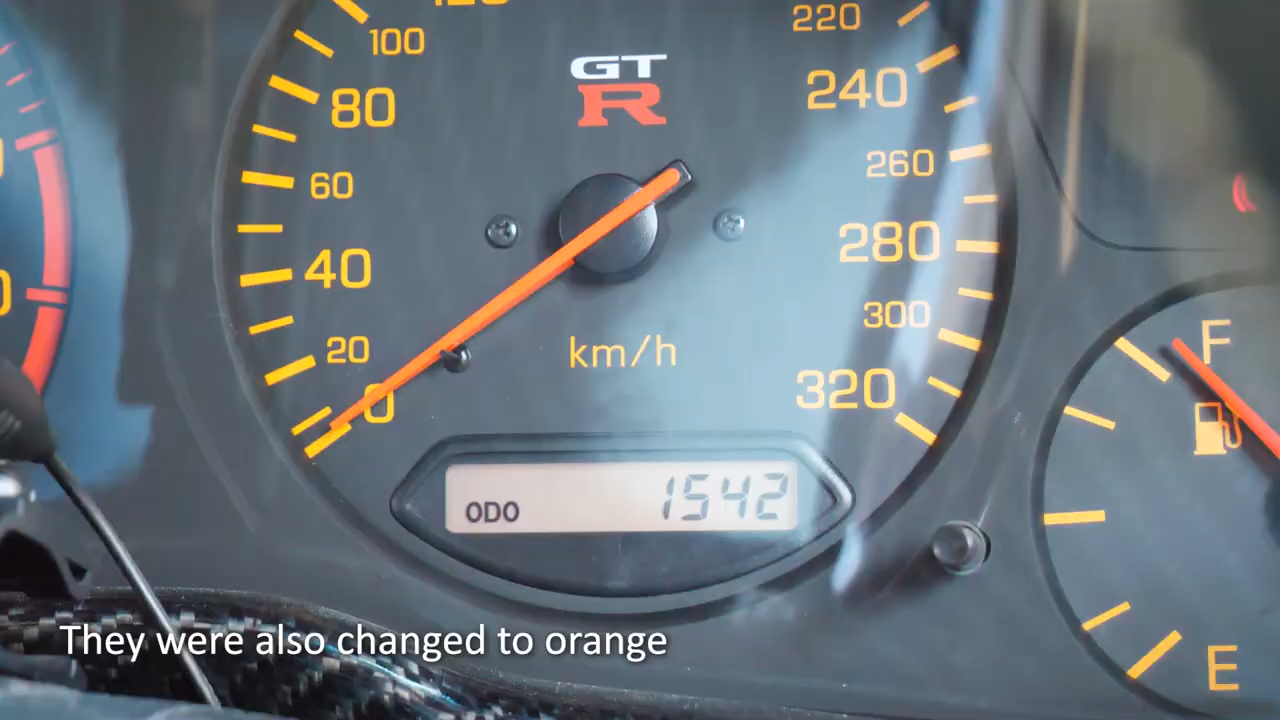 120
100
80
60
40
20
0
GT
R
220
240
260
280
300
320
km/h
ODO 1542
F
E
They were also changed to orange